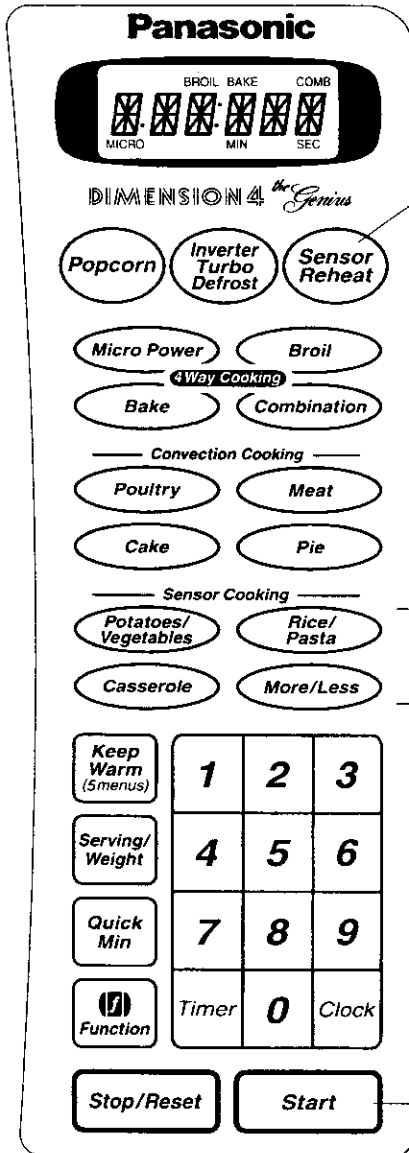 Panasonic
BROIL BAKE COMB
MICRO MIN SEC
DIMENSION 4 the Genius
Popcorn
Inverter
Turbo
Defrost
Sensor
Reheat
Micro Power
Broil
4 Way Cooking
Bake
Combination
Convection Cooking
Poultry
Meat
Cake
Pie
Sensor Cooking
Potatoes/
Vegetables
Rice/
Pasta
Casserole
More/Less
Keep
Warm
(5 menus)
1 2 3
Serving/
Weight
4 5 6
Quick
Min
7 8 9
f
Function
Timer 0 Clock
Stop/Reset
Start